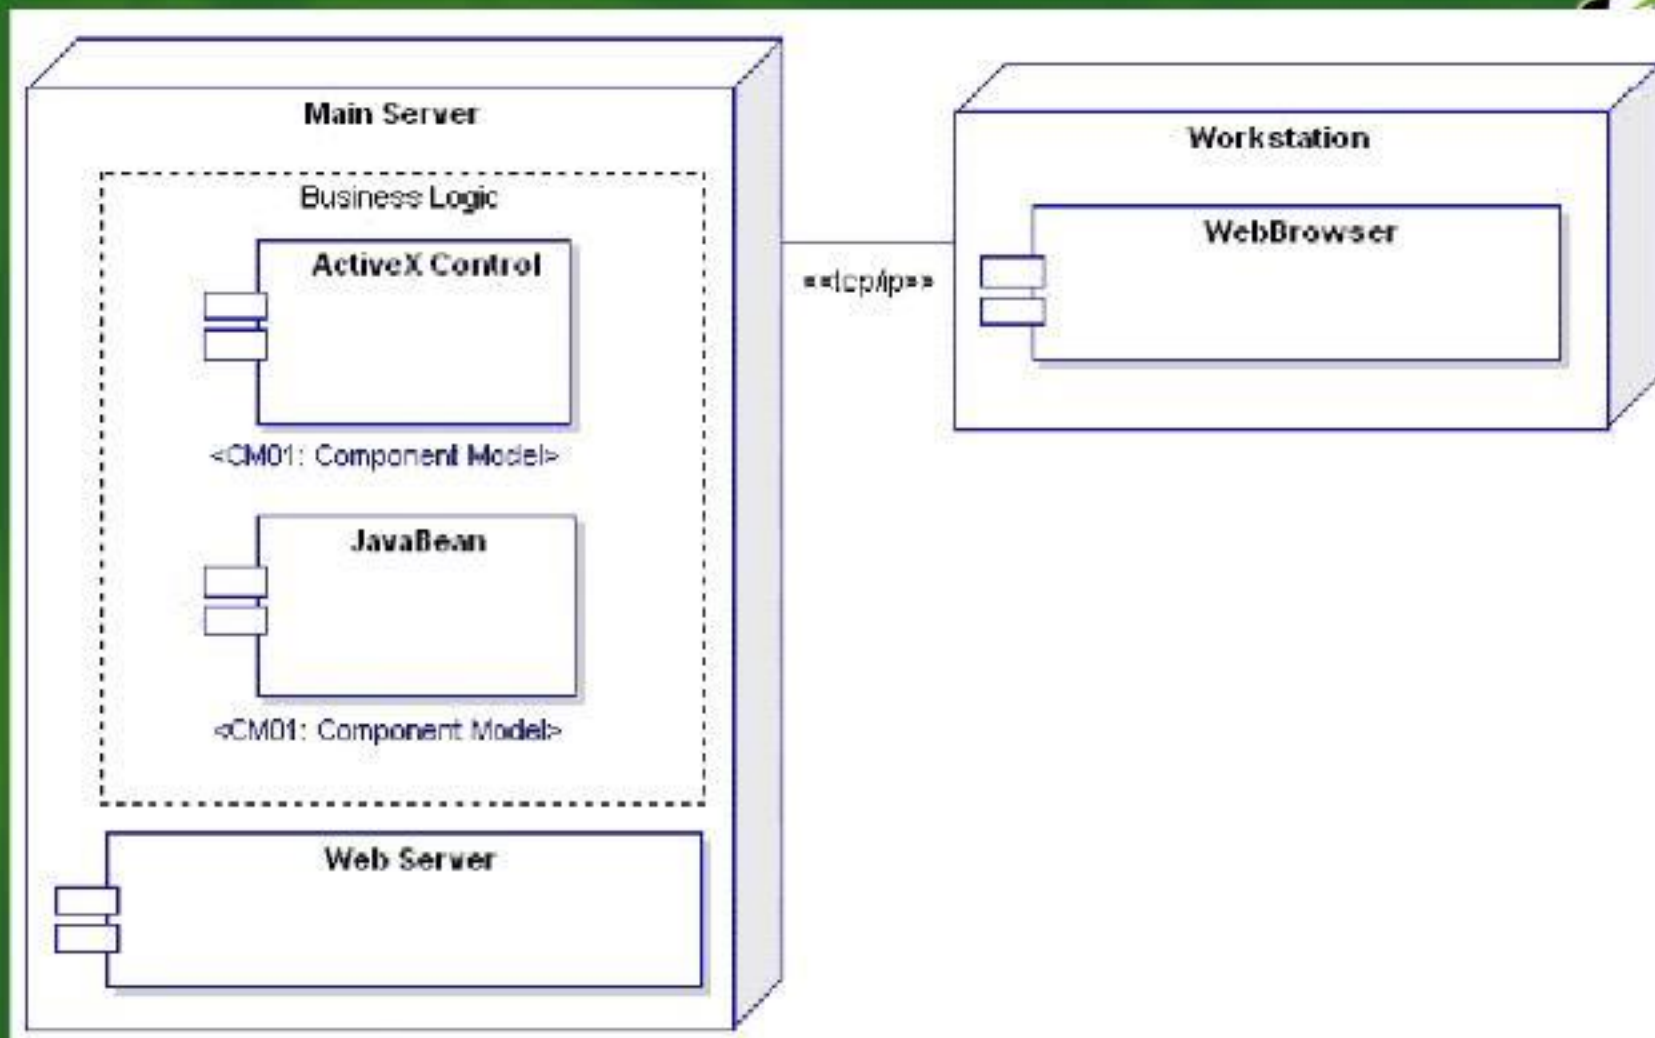 Main Server
Business Logic
ActiveX Control
<CM01: Component Model>
JavaBean
<CM01: Component Model>
Web Server
<<tcp/ip>>
Workstation
WebBrowser